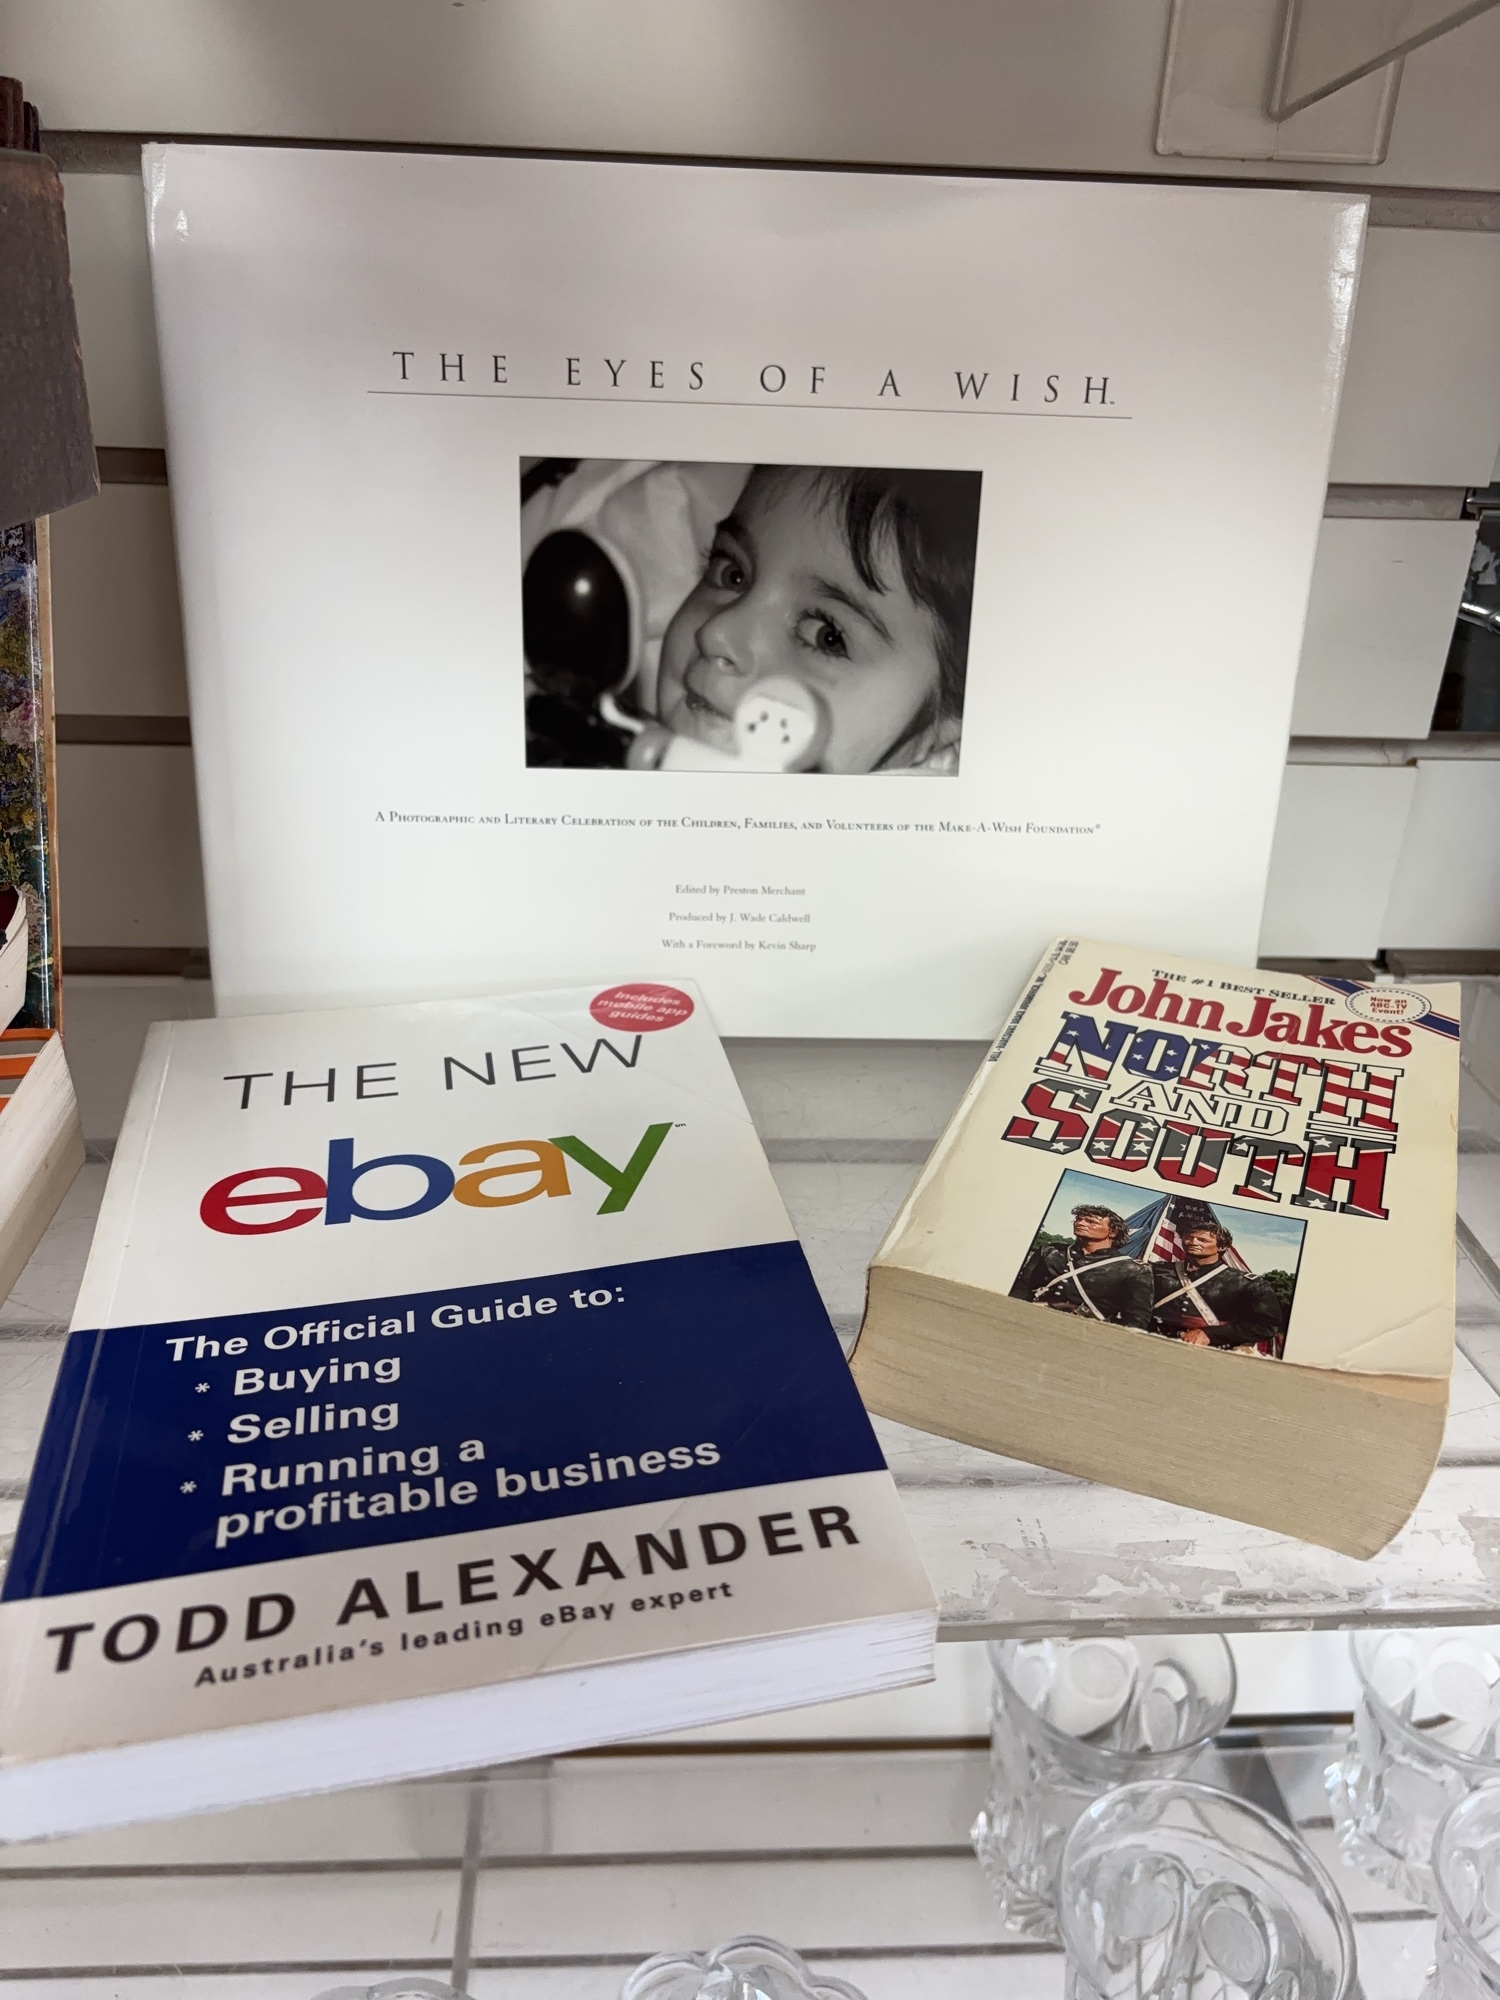 THE EYES OF A WISH™
A Photographic and Literary Celebration of the Children, Families, and Volunteers of the Make-A-Wish Foundation®
Edited by Preston Merchant
Produced by J. Wade Caldwell
With a Foreword by Kevin Sharp
Includes
mobile app
guides
THE NEW
ebay™
The Official Guide to:
* Buying
* Selling
* Running a
profitable business
TODD ALEXANDER
Australia's leading eBay expert
THE #1 BEST SELLER
John Jakes
Now an
ABC-TV
Event!
NORTH
AND
SOUTH